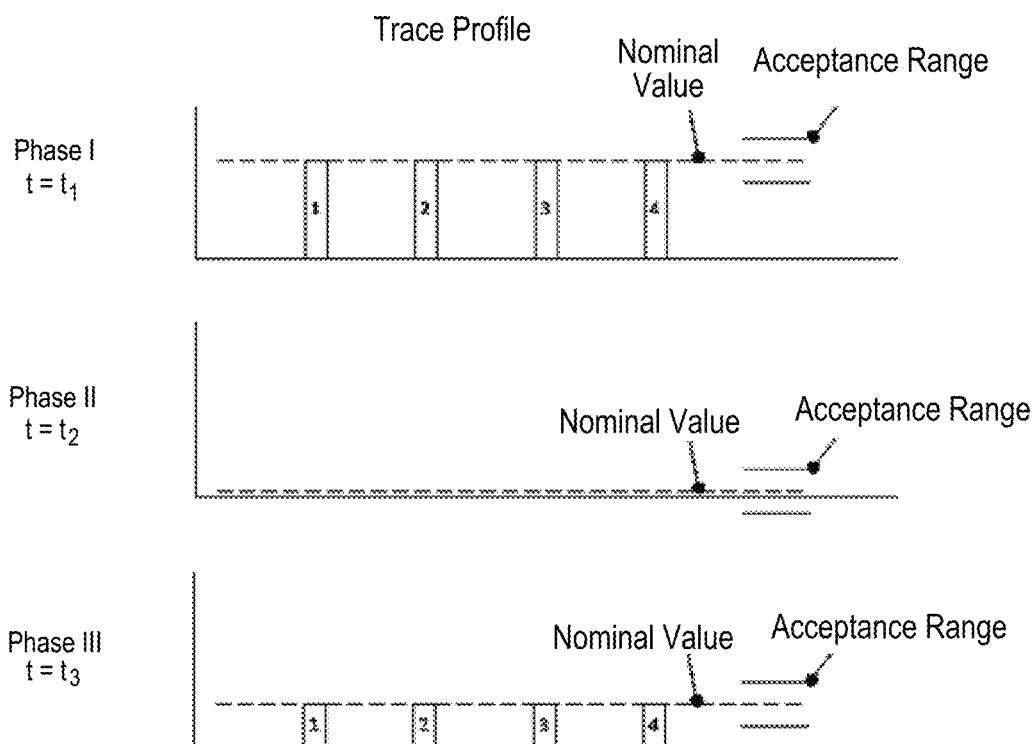 Trace Profile
Nominal
Value
Acceptance Range
Phase I
t = t₁
1 2 3 4
Phase II
t = t₂
Nominal Value
Acceptance Range
Phase III
t = t₃
Nominal Value
Acceptance Range
1 2 3 4